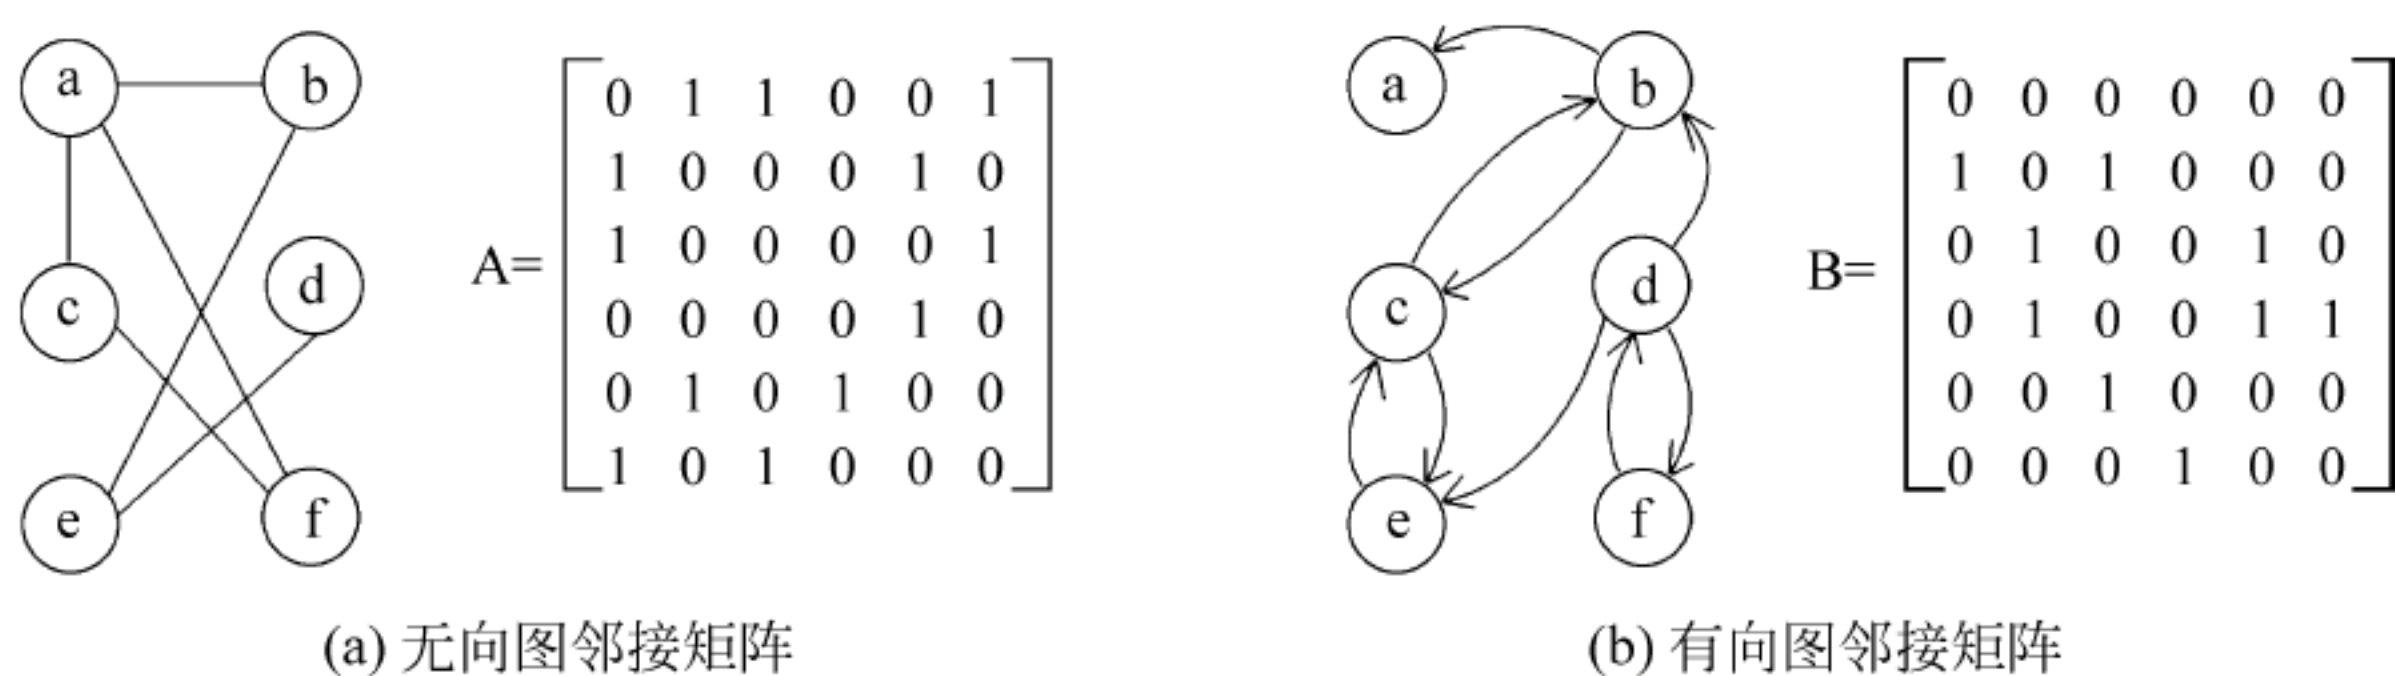 a
b
c
d
e
f
A=
0 1 1 0 0 1
1 0 0 0 1 0
1 0 0 0 0 1
0 0 0 0 1 0
0 1 0 1 0 0
1 0 1 0 0 0
(a) 无向图邻接矩阵
a
b
c
d
e
f
B=
0 0 0 0 0 0
1 0 1 0 0 0
0 1 0 0 1 0
0 1 0 0 1 1
0 0 1 0 0 0
0 0 0 1 0 0
(b) 有向图邻接矩阵